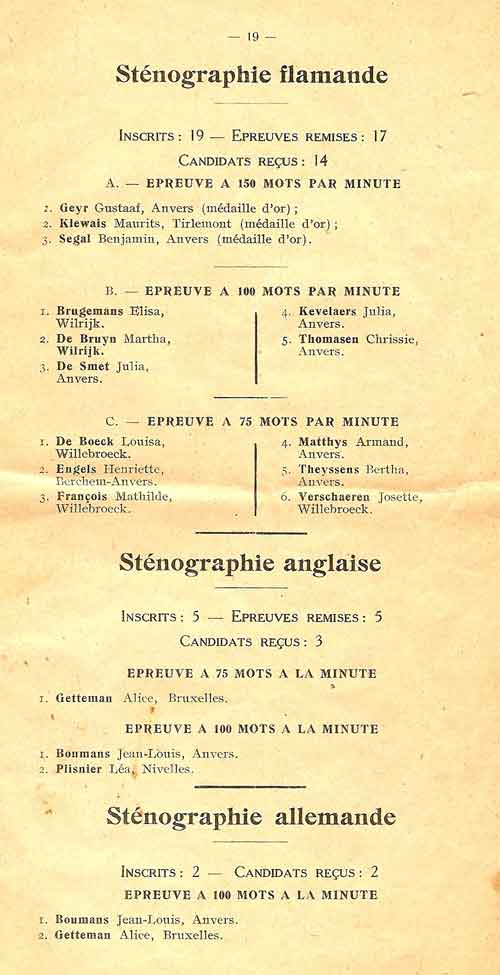 — 19 —
Sténographie flamande
INSCRITS : 19 — EPREUVES REMISES : 17
CANDIDATS REÇUS : 14
A. — EPREUVE A 150 MOTS PAR MINUTE
1. Geyr Gustaaf, Anvers (médaille d'or) ;
2. Klewais Maurits, Tirlemont (médaille d'or) ;
3. Segal Benjamin, Anvers (médaille d'or).
B. — EPREUVE A 100 MOTS PAR MINUTE
1. Brugemans Elisa,
Wilrijk.
2. De Bruyn Martha,
Wilrijk.
3. De Smet Julia,
Anvers.
4. Kevelaers Julia,
Anvers.
5. Thomasen Chrissie,
Anvers.
C. — EPREUVE A 75 MOTS PAR MINUTE
1. De Boeck Louisa,
Willebroeck.
2. Engels Henriette,
Berchem-Anvers.
3. François Mathilde,
Willebroeck.
4. Matthys Armand,
Anvers.
5. Theyssens Bertha,
Anvers.
6. Verschaeren Josette,
Willebroeck.
Sténographie anglaise
INSCRITS : 5 — EPREUVES REMISES : 5
CANDIDATS REÇUS : 3
EPREUVE A 75 MOTS A LA MINUTE
1. Getteman Alice, Bruxelles.
EPREUVE A 100 MOTS A LA MINUTE
1. Boumans Jean-Louis, Anvers.
2. Plisnier Léa, Nivelles.
Sténographie allemande
INSCRITS : 2 — CANDIDATS REÇUS : 2
EPREUVE A 100 MOTS A LA MINUTE
1. Boumans Jean-Louis, Anvers.
2. Getteman Alice, Bruxelles.